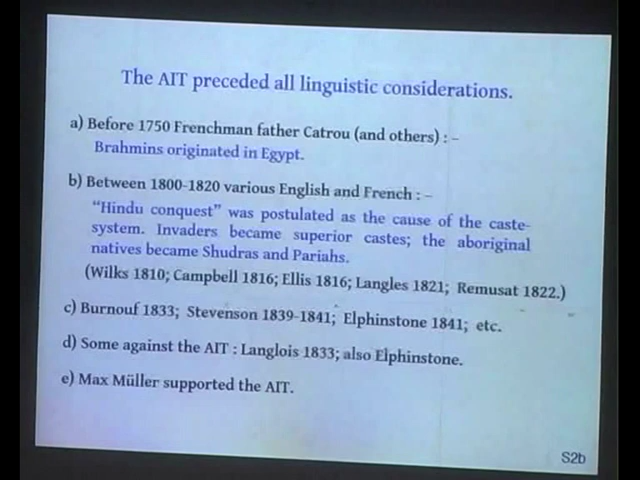 The AIT preceded all linguistic considerations.
a) Before 1750 Frenchman father Catrou (and others) : –
Brahmins originated in Egypt.
b) Between 1800-1820 various English and French : –
“Hindu conquest” was postulated as the cause of the caste-
system. Invaders became superior castes; the aboriginal
natives became Shudras and Pariahs.
(Wilks 1810; Campbell 1816; Ellis 1816; Langles 1821; Remusat 1822.)
c) Burnouf 1833; Stevenson 1839-1841; Elphinstone 1841; etc.
d) Some against the AIT : Langlois 1833; also Elphinstone.
e) Max Müller supported the AIT.
S2b